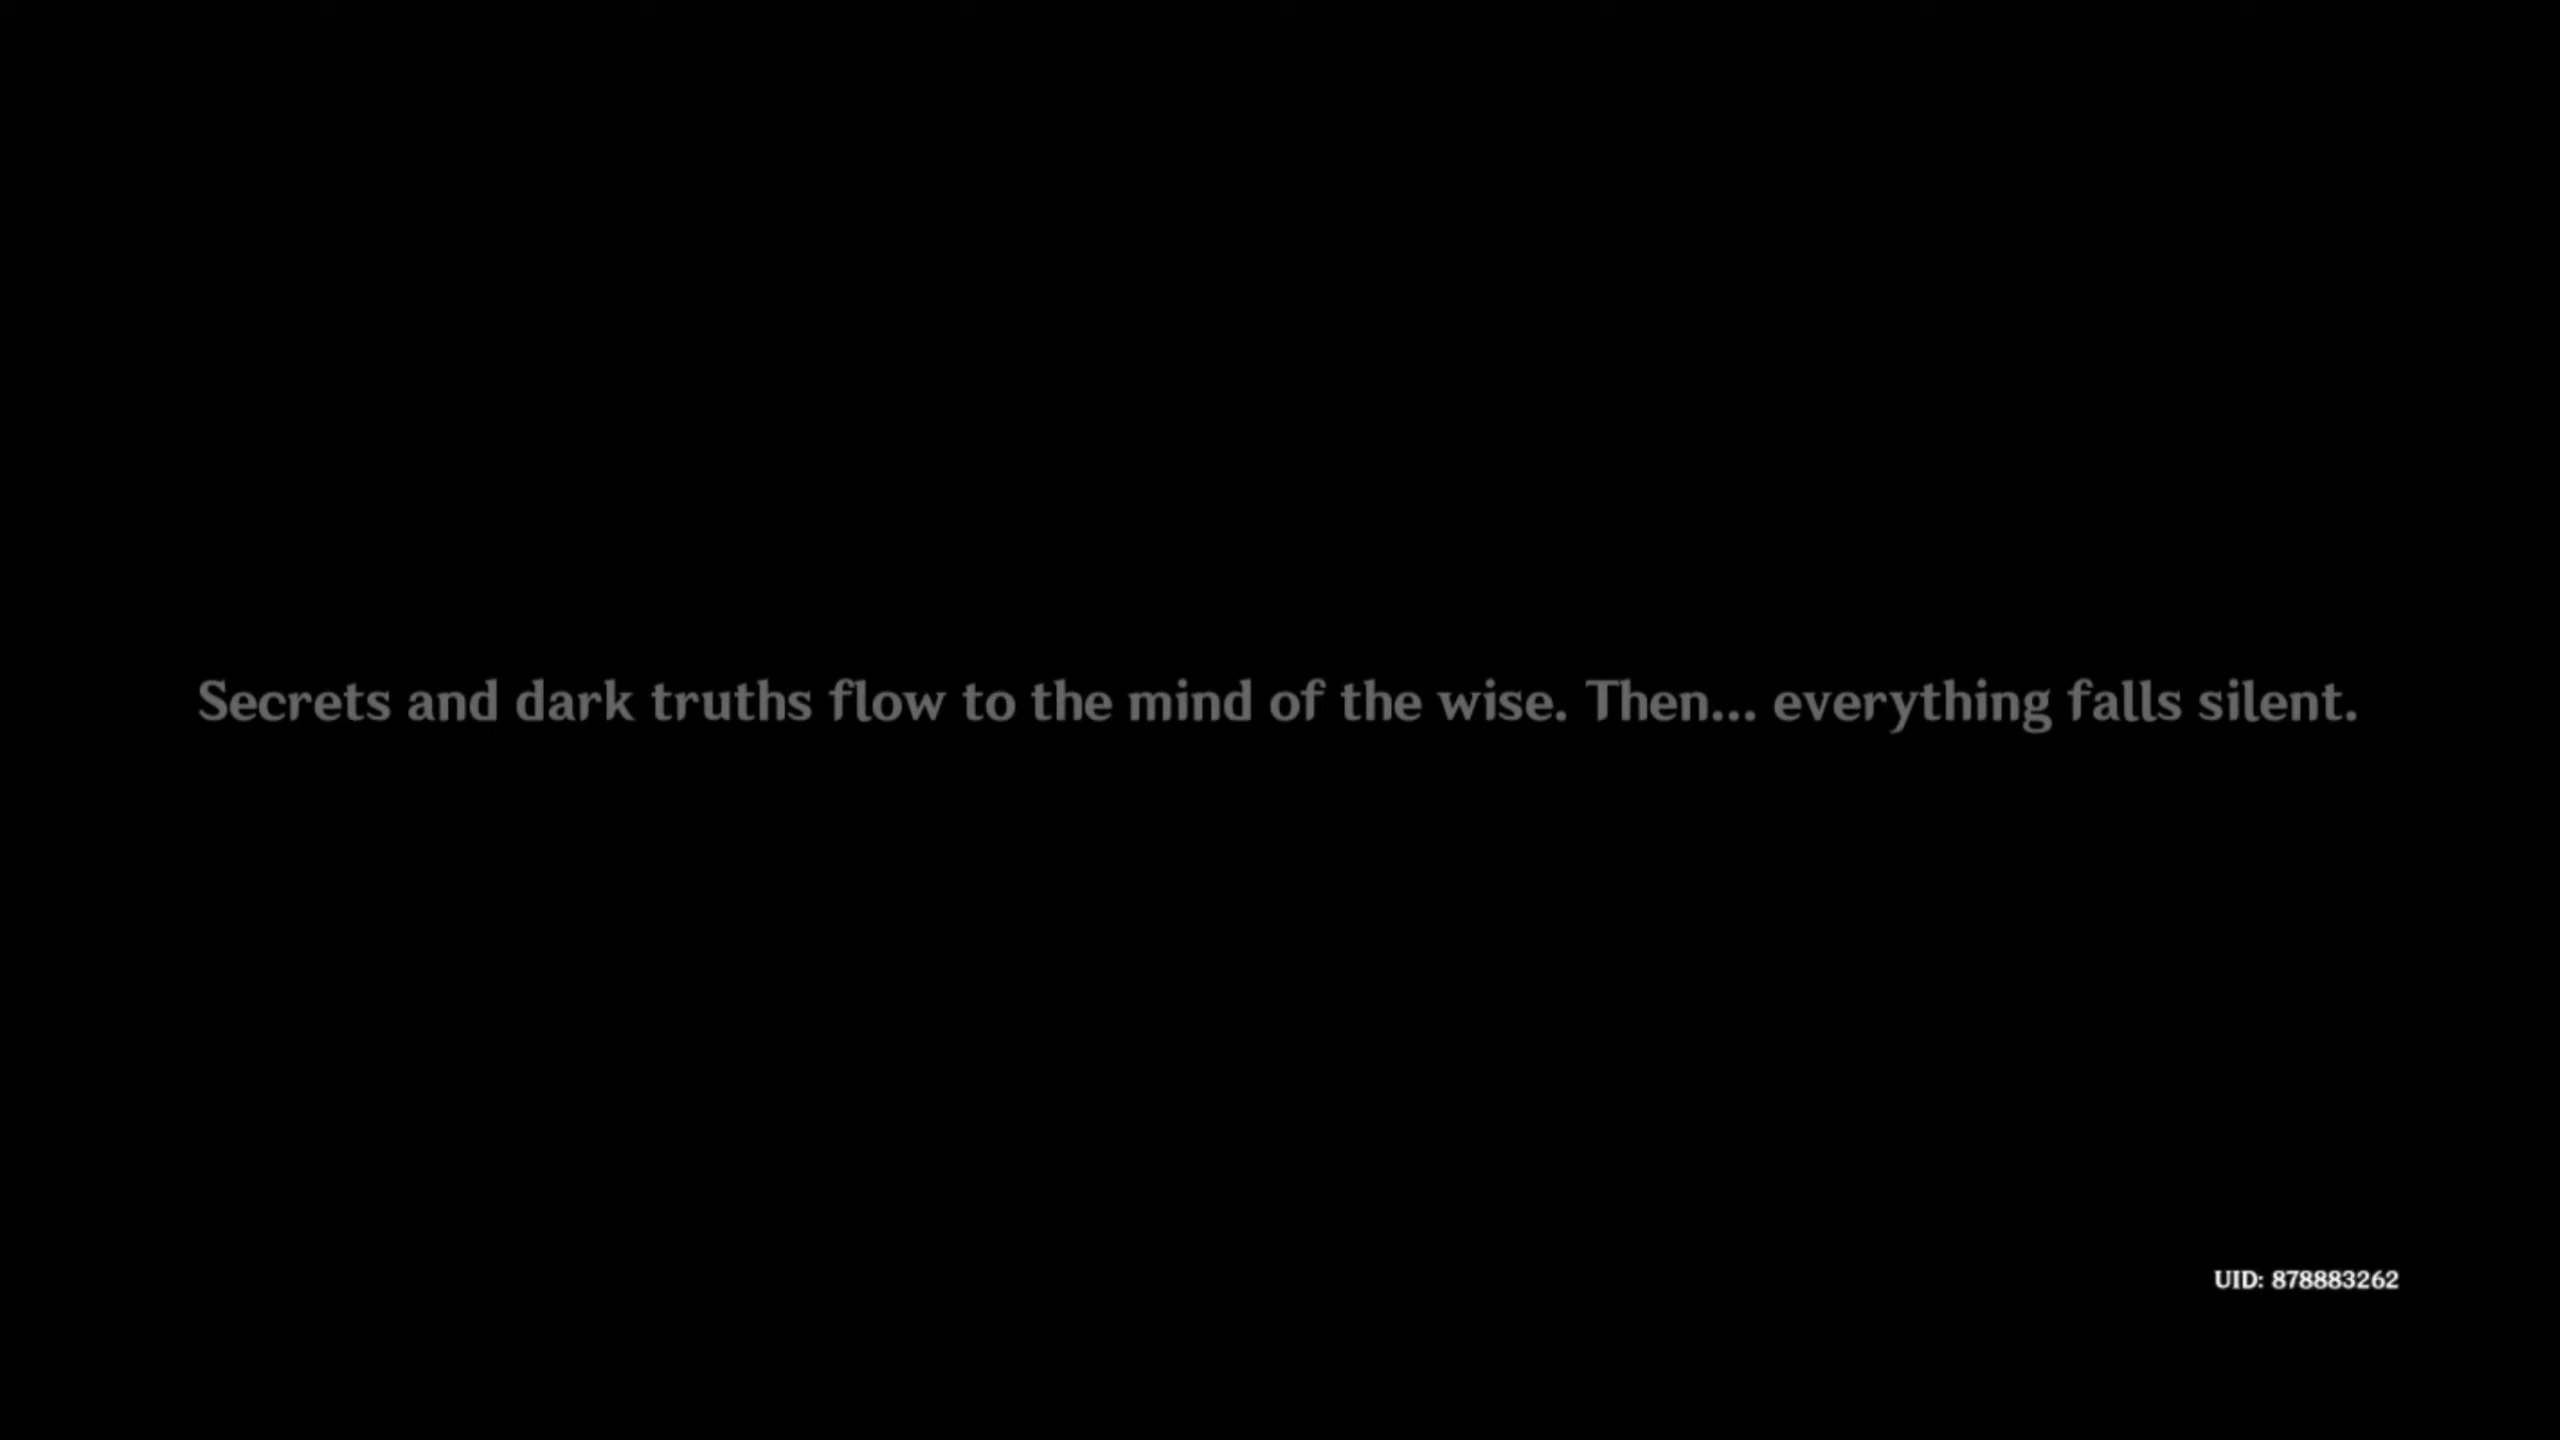 Secrets and dark truths flow to the mind of the wise. Then... everything falls silent.
UID: 878883262